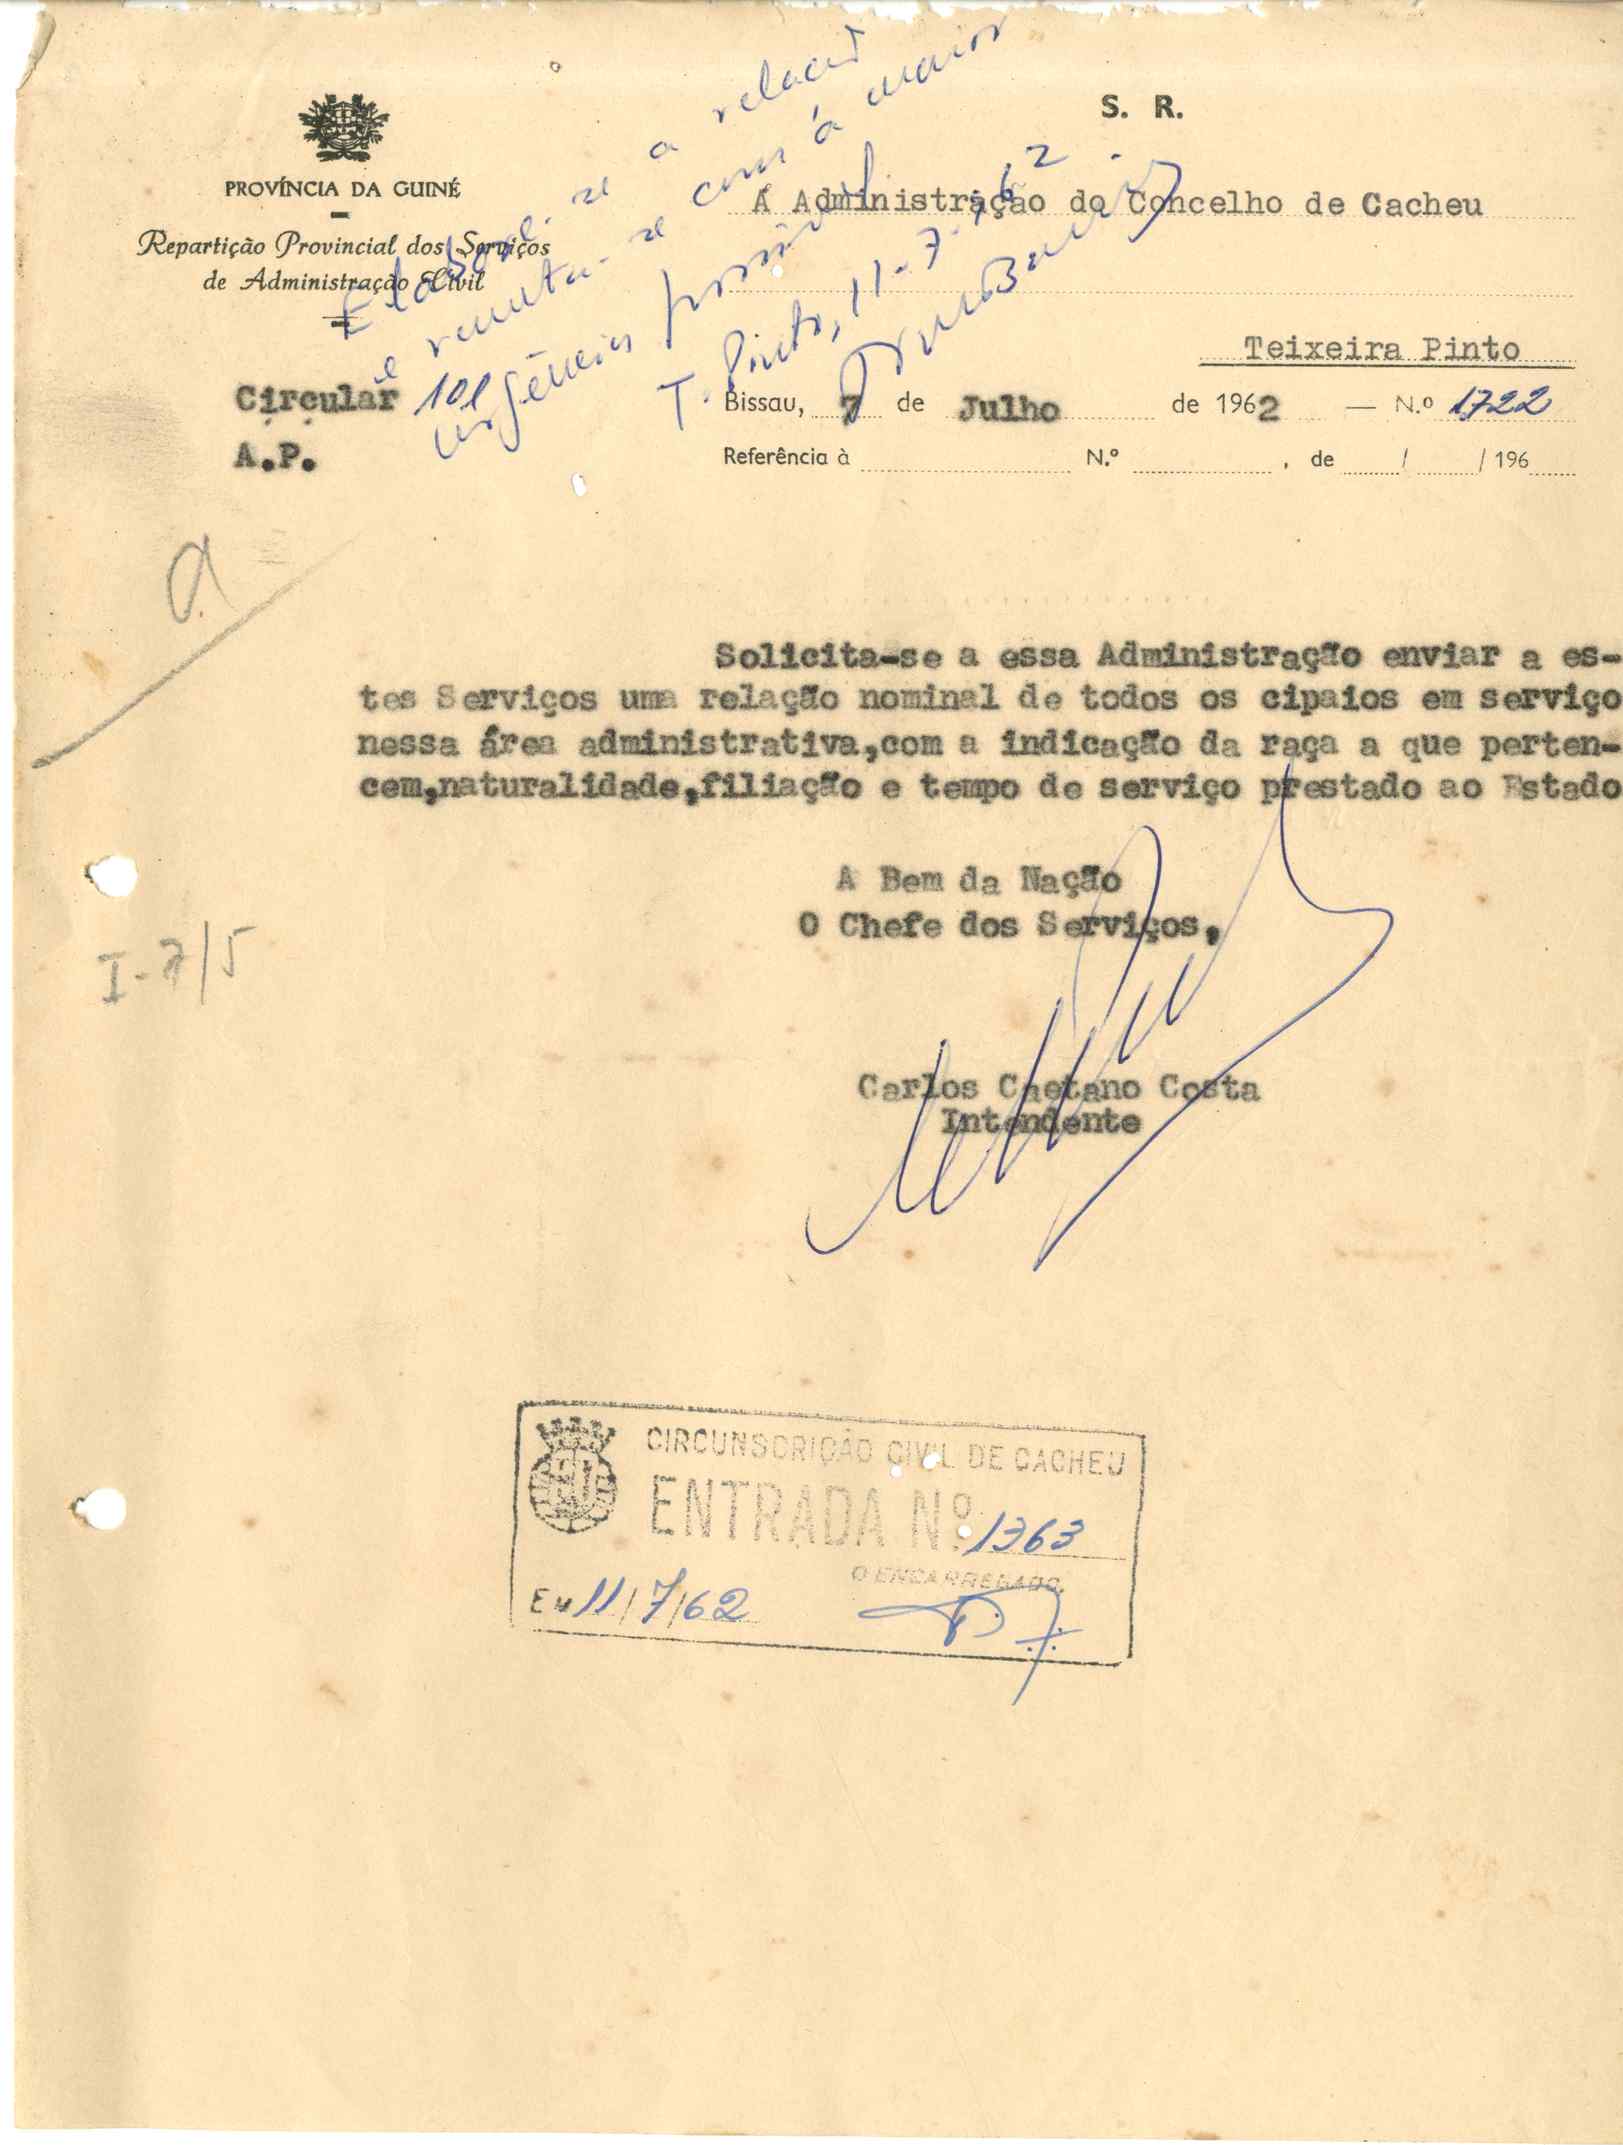 S. R.
PROVÍNCIA DA GUINÉ
Repartição Provincial dos Serviços
de Administração Civil
Elabore-se a relação
e remeta-se com a maior
urgência possível
T. Pinto, 11-7-962
Á Administração do Concelho de Cacheu
Teixeira Pinto
Circular 101
A.P.
Bissau, 7 de Julho de 1962 — N.º 1722
Referência à N.º , de / / 196
a
Solicita-se a essa Administração enviar a es-
tes Serviços uma relação nominal de todos os cipaios em serviço
nessa área administrativa,com a indicação da raça a que perten-
cem,naturalidade,filiação e tempo de serviço prestado ao Estado
A Bem da Nação
O Chefe dos Serviços,
I-7/5
Carlos Caetano Costa
Intendente
CIRCUNSCRIÇÃO CIVIL DE CACHEU
ENTRADA Nº 1363
O ENCARREGADO,
EM 11/7/62